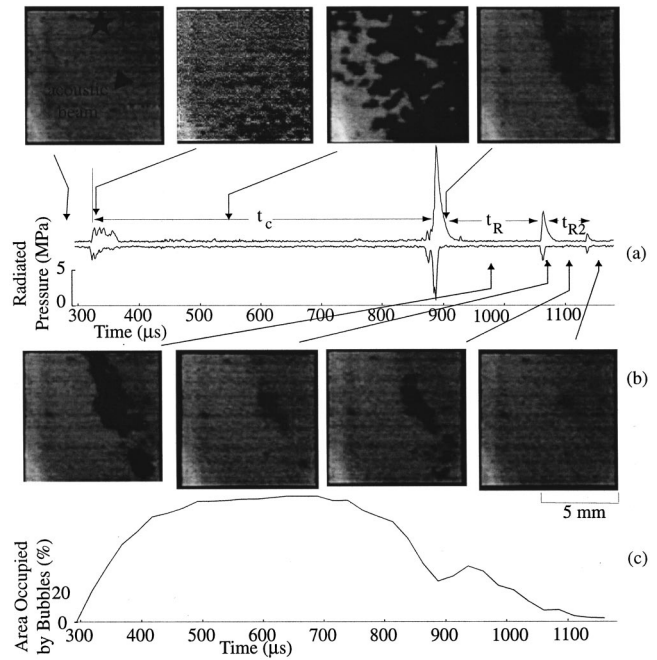 acoustic
beam
t_c
t_R
t_R2
(a)
Radiated
Pressure (MPa)
5
0
300 400 500 600 700 800 900 1000 1100
Time (μs)
(b)
5 mm
(c)
Area Occupied
by Bubbles (%)
20
0
300 400 500 600 700 800 900 1000 1100
Time (μs)